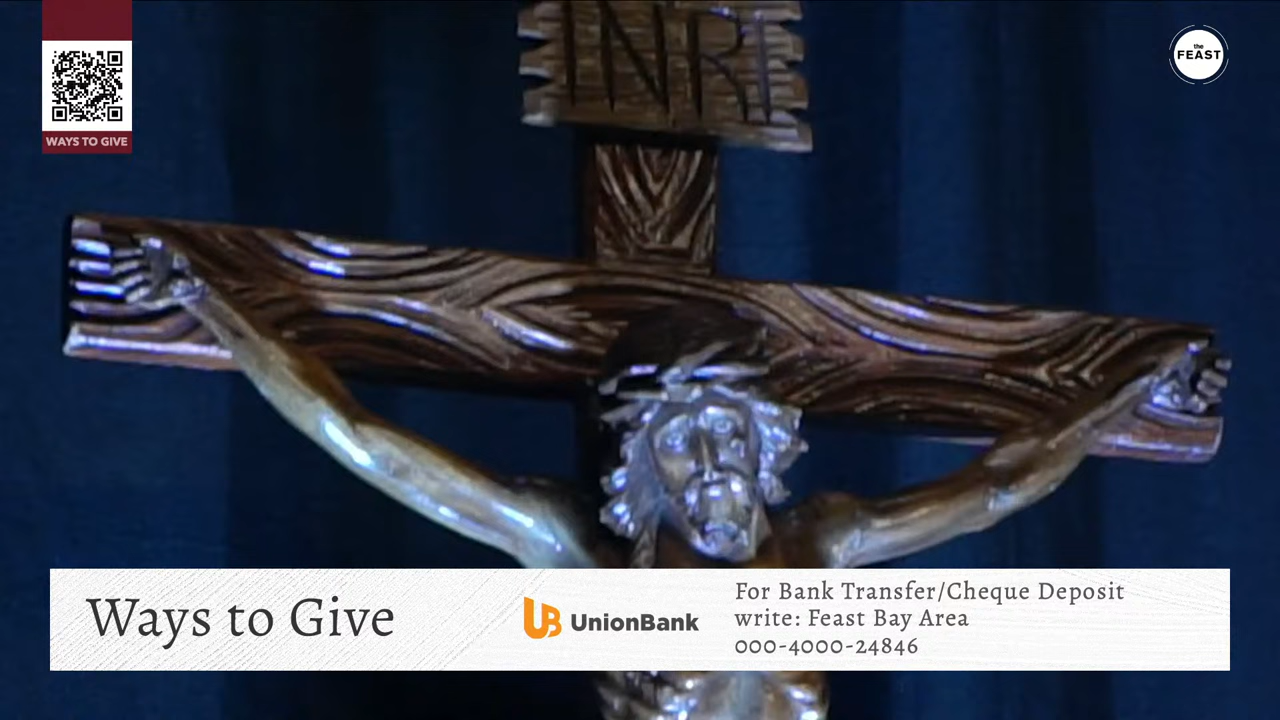 INRI
the
FEAST
WAYS TO GIVE
Ways to Give
UB UnionBank
For Bank Transfer/Cheque Deposit
write: Feast Bay Area
000-4000-24846